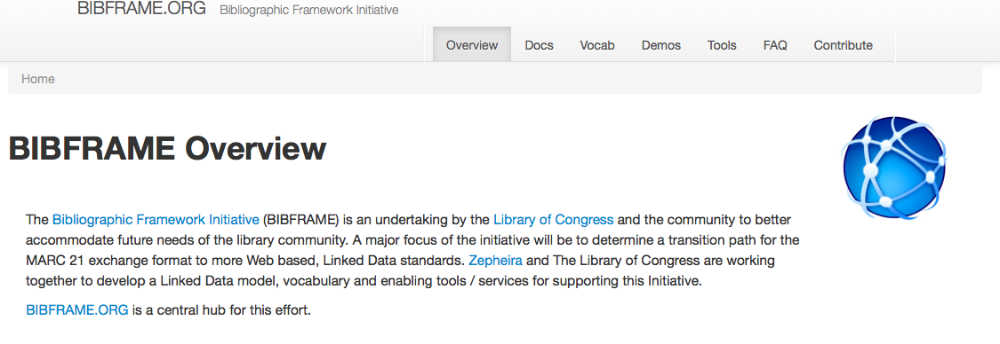 BIBFRAME.ORG Bibliographic Framework Initiative
Overview Docs Vocab Demos Tools FAQ Contribute
Home
BIBFRAME Overview
The Bibliographic Framework Initiative (BIBFRAME) is an undertaking by the Library of Congress and the community to better
accommodate future needs of the library community. A major focus of the initiative will be to determine a transition path for the
MARC 21 exchange format to more Web based, Linked Data standards. Zepheira and The Library of Congress are working
together to develop a Linked Data model, vocabulary and enabling tools / services for supporting this Initiative.
BIBFRAME.ORG is a central hub for this effort.